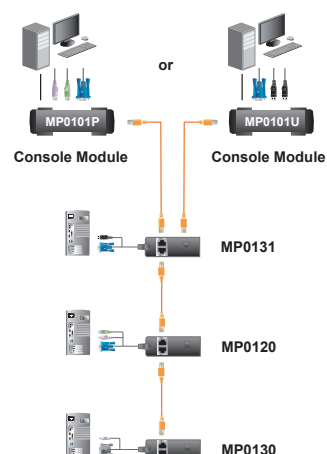 or
MP0101P
MP0101U
Console Module
Console Module
MP0131
MP0120
MP0130